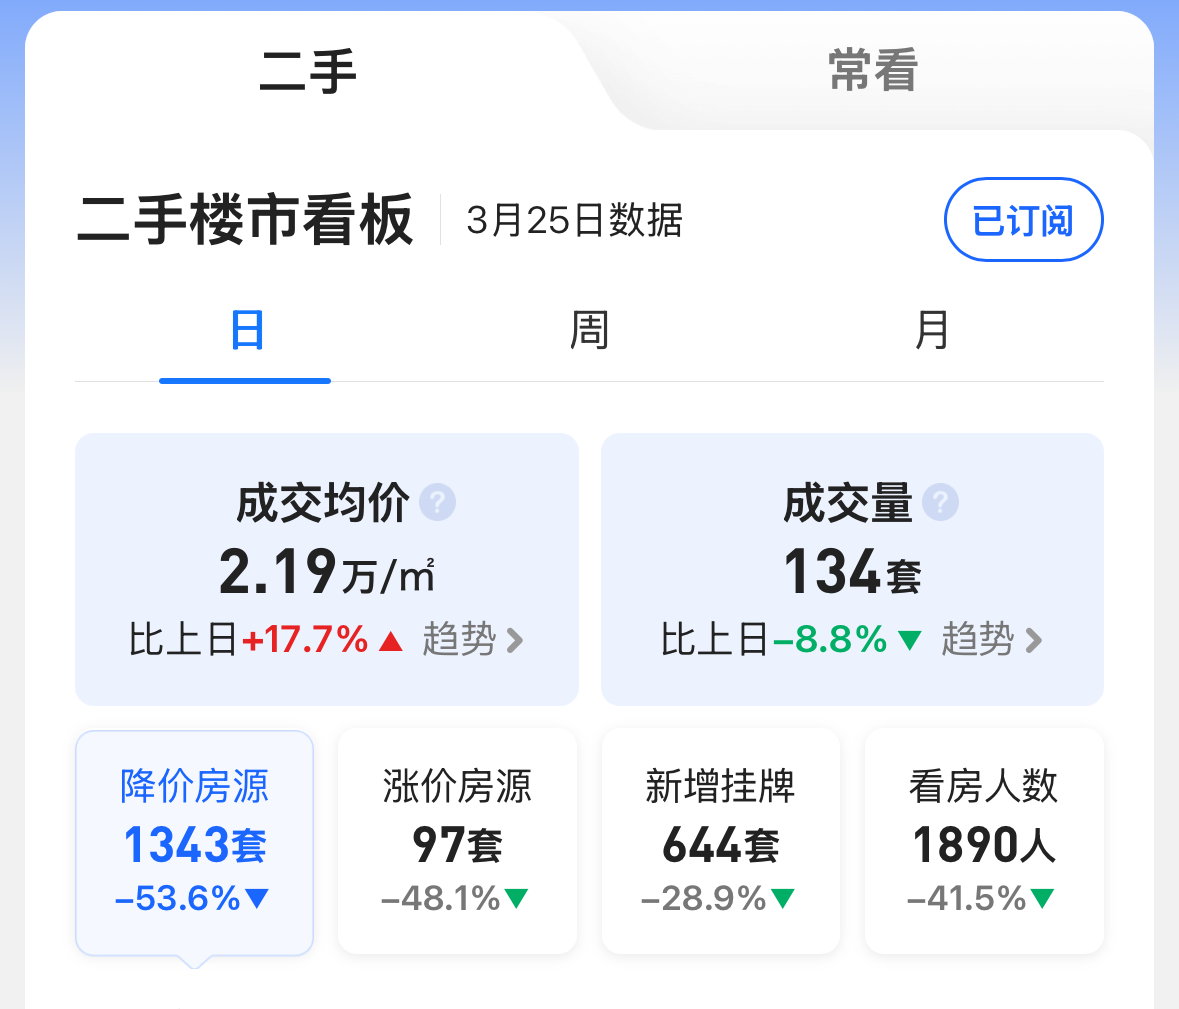 二手 常看
二手楼市看板 3月25日数据 已订阅
日 周 月
成交均价 ? 成交量 ?
2.19万/㎡ 134套
比上日+17.7%▲ 趋势 > 比上日-8.8%▼ 趋势 >
降价房源 涨价房源 新增挂牌 看房人数
1343套 97套 644套 1890人
-53.6%▼ -48.1%▼ -28.9%▼ -41.5%▼